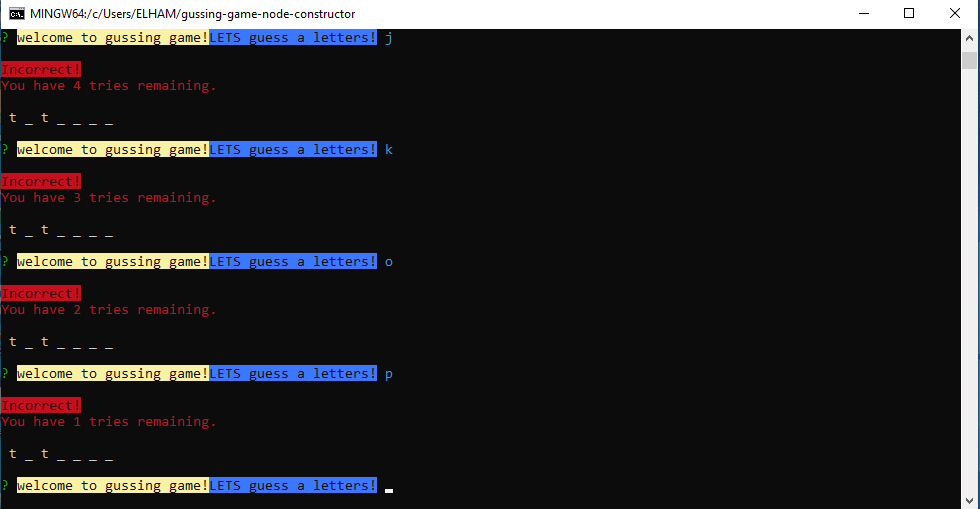 MINGW64:/c/Users/ELHAM/gussing-game-node-constructor
? welcome to gussing game!LETS guess a letters! j
Incorrect!
You have 4 tries remaining.
t _ t _ _ _ _
? welcome to gussing game!LETS guess a letters! k
Incorrect!
You have 3 tries remaining.
t _ t _ _ _ _
? welcome to gussing game!LETS guess a letters! o
Incorrect!
You have 2 tries remaining.
t _ t _ _ _ _
? welcome to gussing game!LETS guess a letters! p
Incorrect!
You have 1 tries remaining.
t _ t _ _ _ _
? welcome to gussing game!LETS guess a letters!